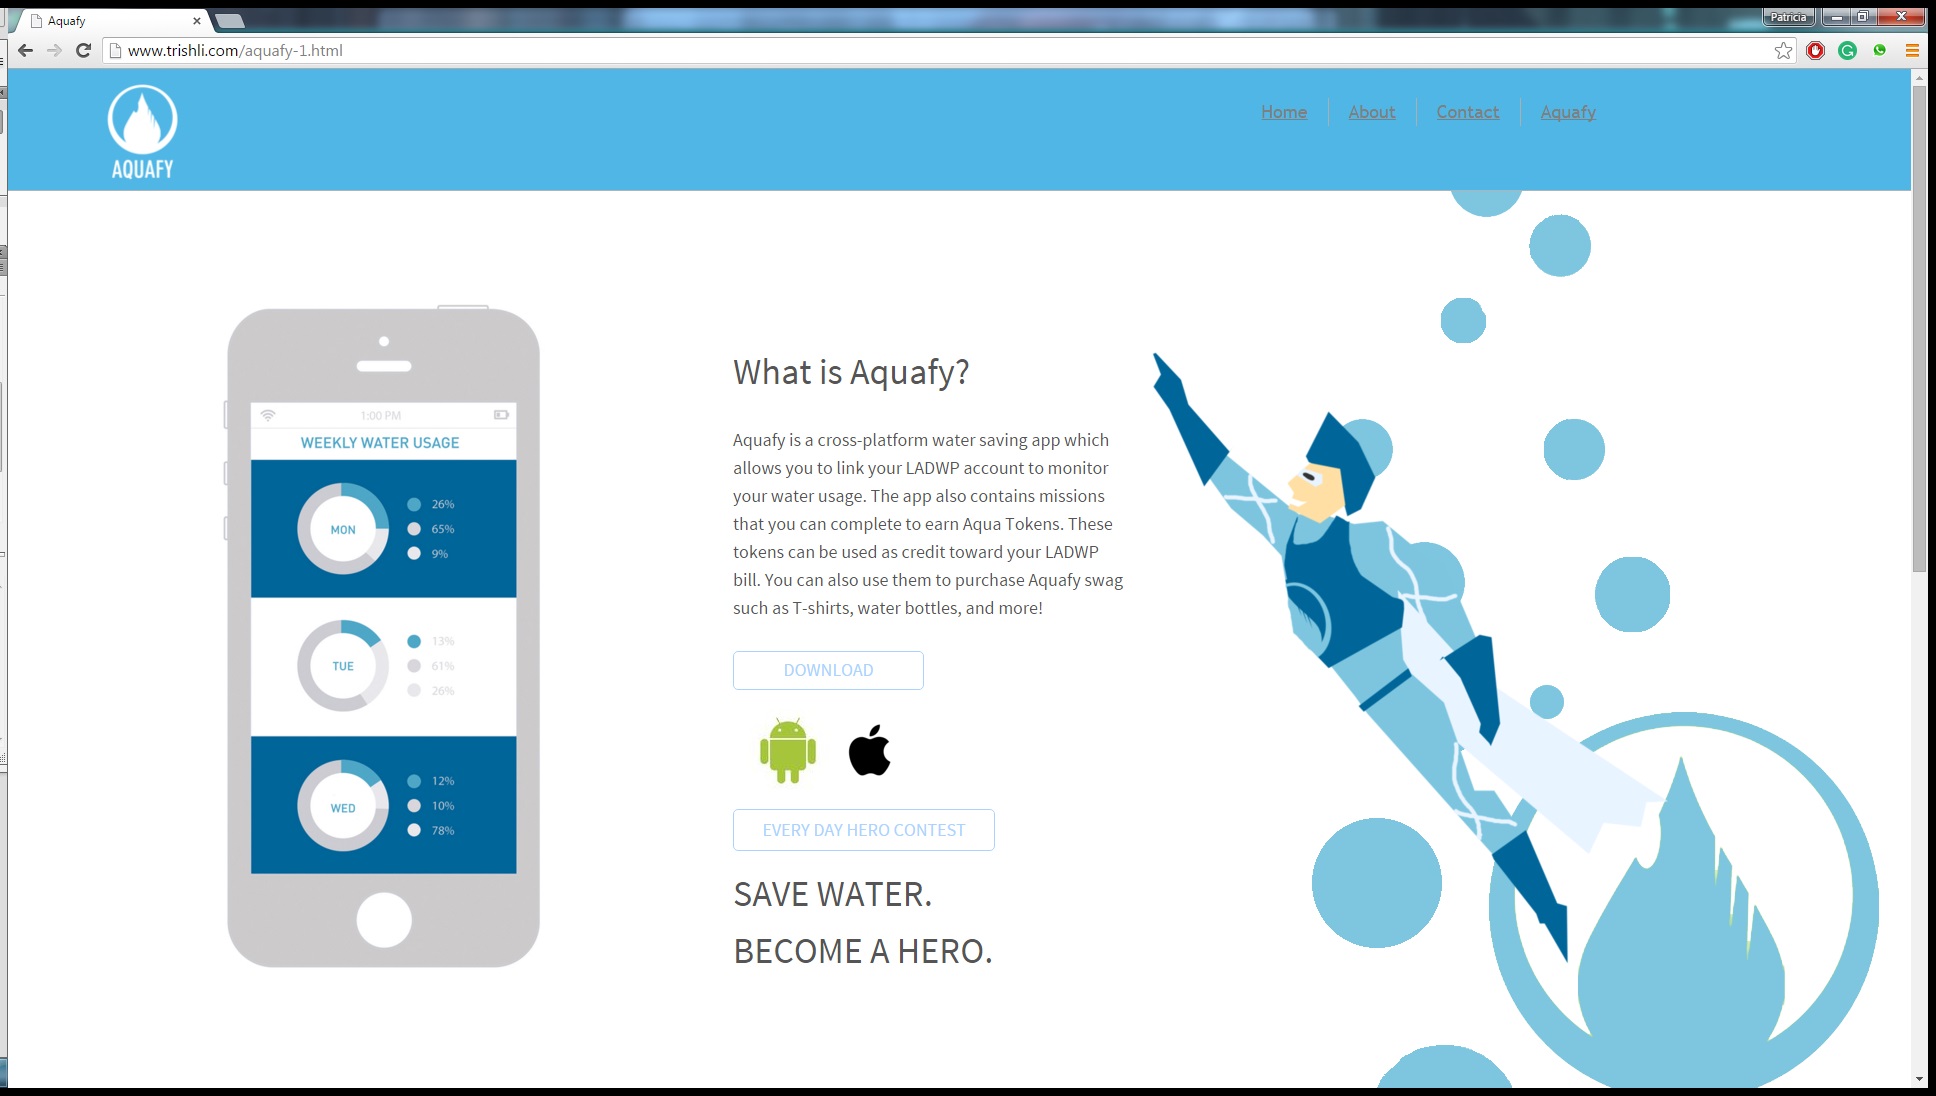 Aquafy
Patricia
www.trishli.com/aquafy-1.html
AQUAFY
Home
About
Contact
Aquafy
1:00 PM
WEEKLY WATER USAGE
MON
26%
65%
9%
TUE
13%
61%
26%
WED
12%
10%
78%
What is Aquafy?
Aquafy is a cross-platform water saving app which
allows you to link your LADWP account to monitor
your water usage. The app also contains missions
that you can complete to earn Aqua Tokens. These
tokens can be used as credit toward your LADWP
bill. You can also use them to purchase Aquafy swag
such as T-shirts, water bottles, and more!
DOWNLOAD
EVERY DAY HERO CONTEST
SAVE WATER.
BECOME A HERO.